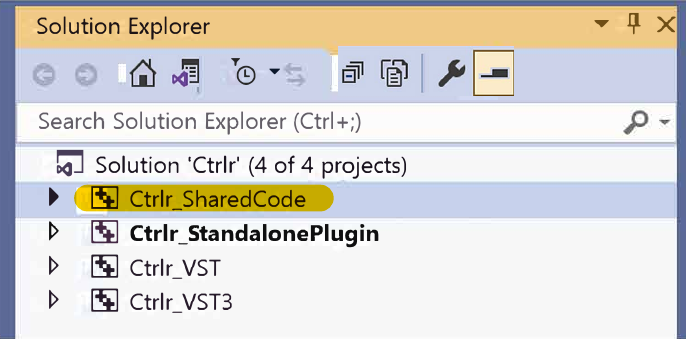 Solution Explorer
Search Solution Explorer (Ctrl+;)
Solution 'Ctrlr' (4 of 4 projects)
Ctrlr_SharedCode
Ctrlr_StandalonePlugin
Ctrlr_VST
Ctrlr_VST3